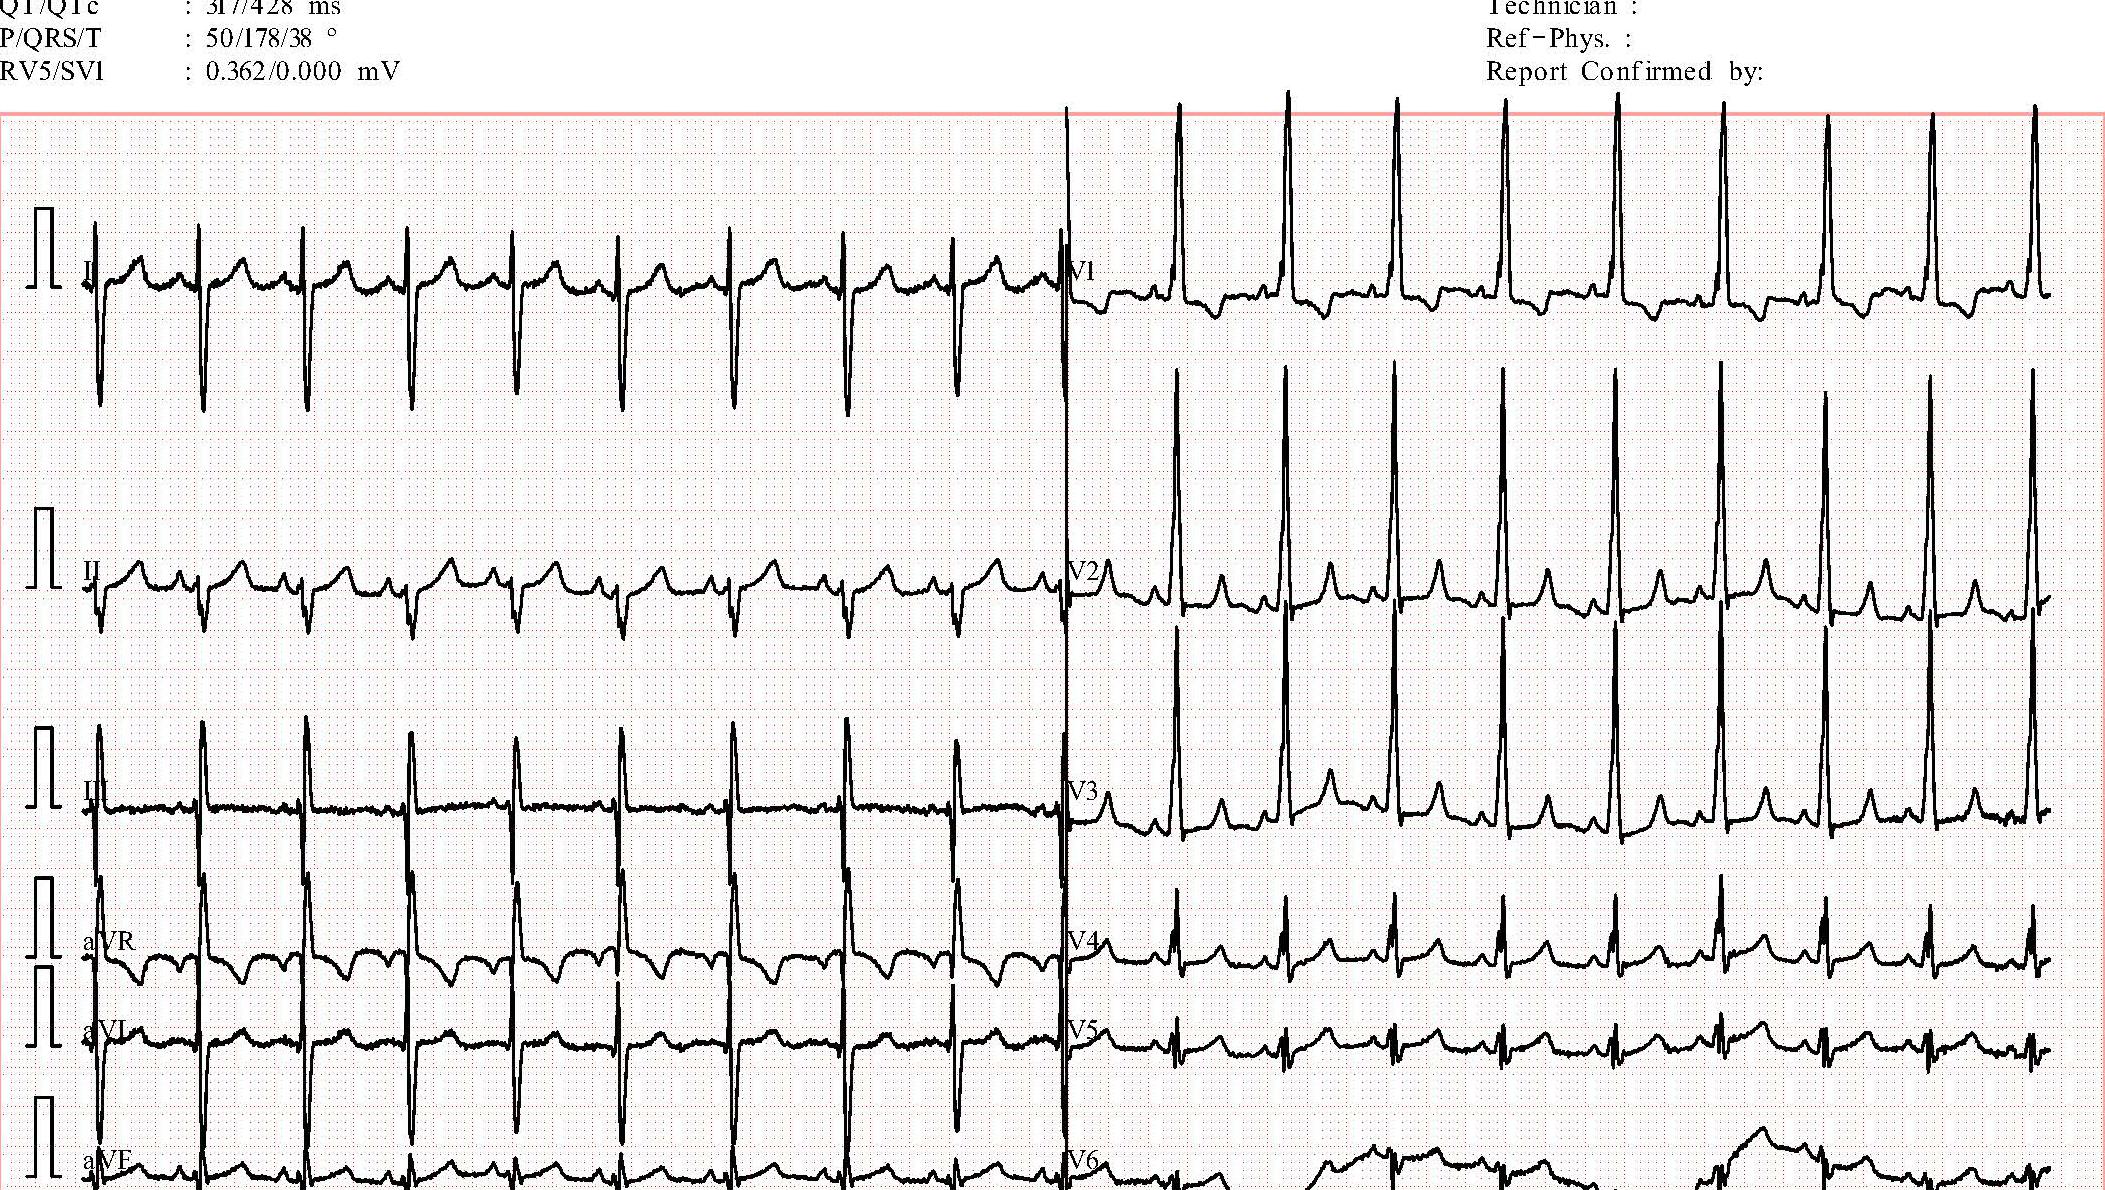 QT/QTc : 317/428 ms
P/QRS/T : 50/178/38 °
RV5/SV1 : 0.362/0.000 mV
Technician :
Ref-Phys. :
Report Confirmed by:
I
II
III
aVR
aVL
aVF
V1
V2
V3
V4
V5
V6